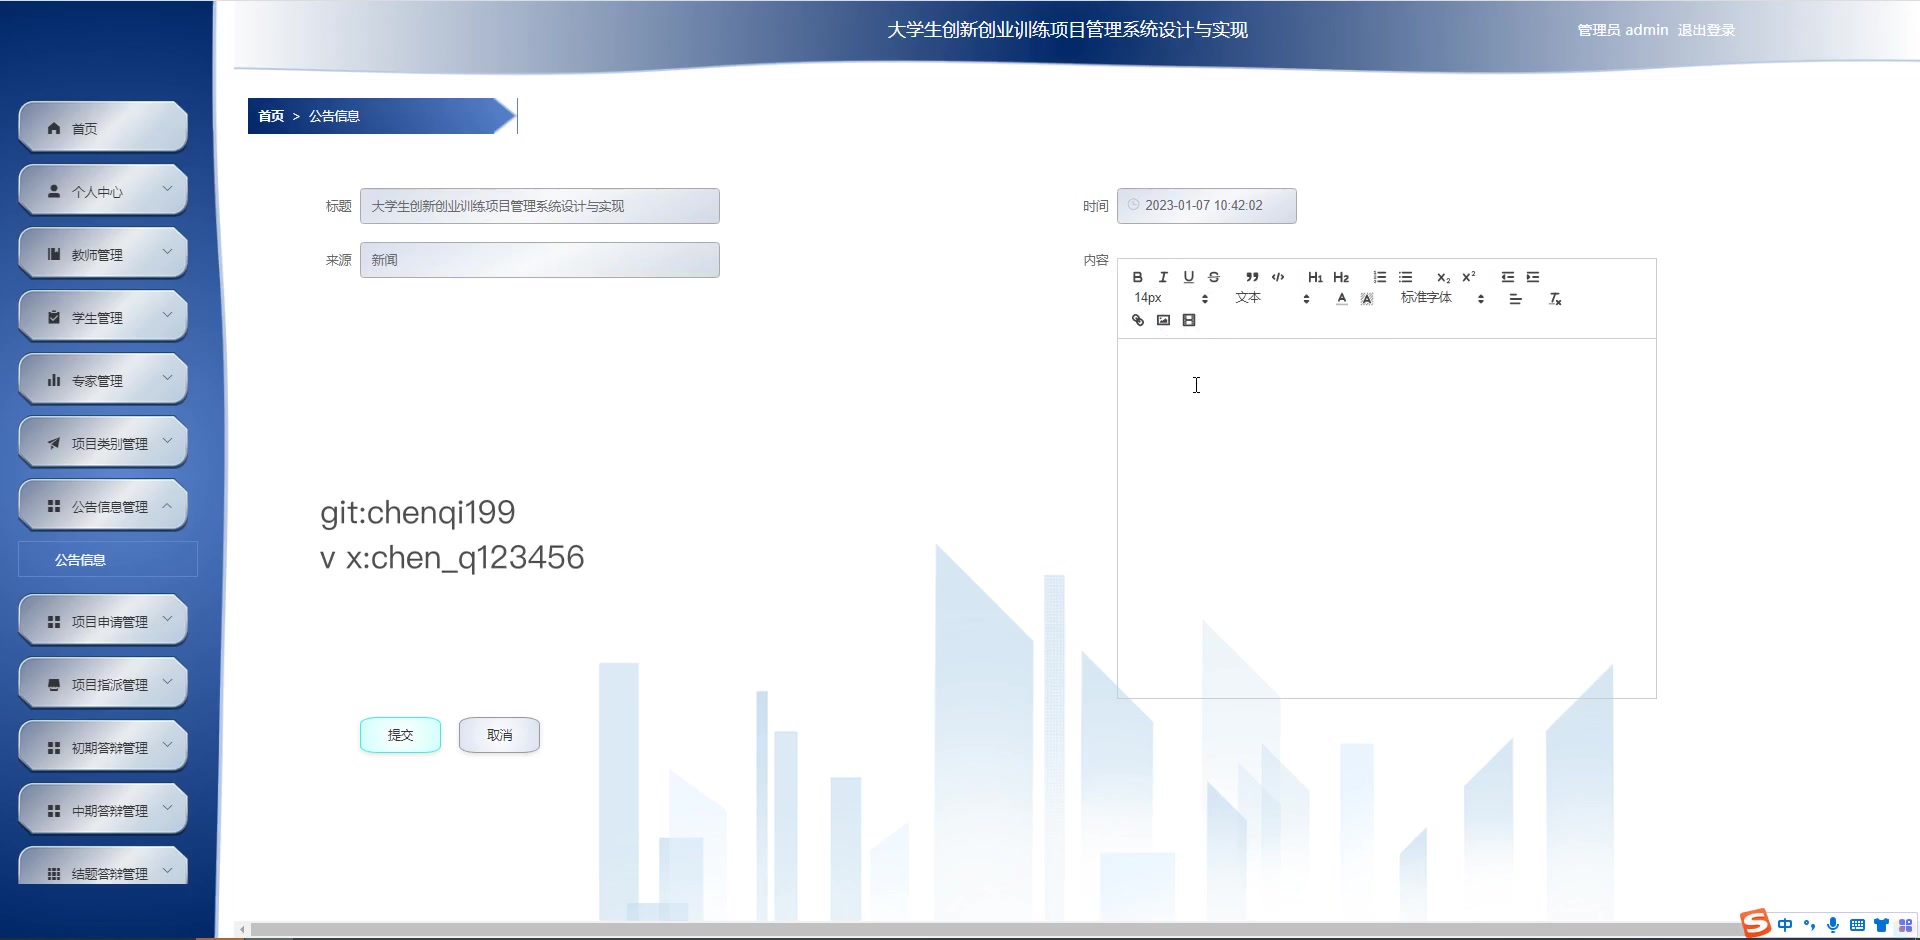 大学生创新创业训练项目管理系统设计与实现
管理员 admin 退出登录
首页 > 公告信息
首页
个人中心
教师管理
学生管理
专家管理
项目类别管理
公告信息管理
公告信息
项目申请管理
项目指派管理
初期答辩管理
中期答辩管理
结题答辩管理
标题 大学生创新创业训练项目管理系统设计与实现
时间 2023-01-07 10:42:02
来源 新闻
内容
B I U S H1 H2 X2 X2
14px 文本 A A 标准字体 Tx
git:chenqi199
v x:chen_q123456
提交 取消
S 中